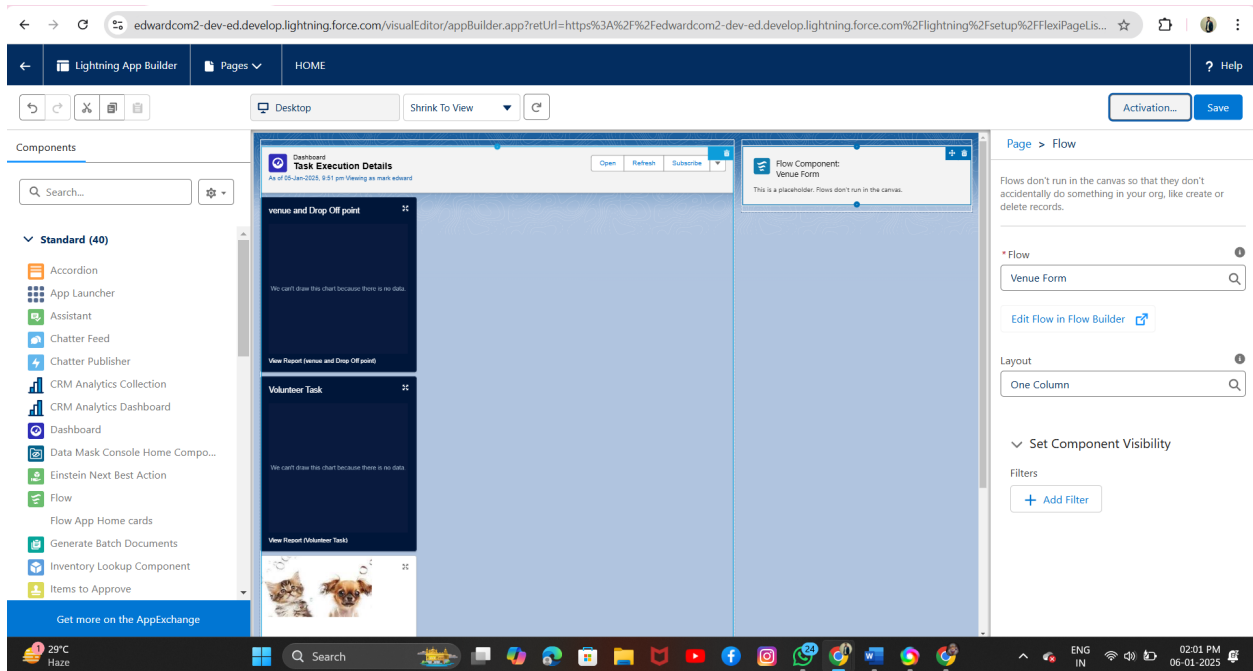 edwardcom2-dev-ed.develop.lightning.force.com/visualEditor/appBuilder.app?retUrl=https%3A%2F%2Fedwardcom2-dev-ed.develop.lightning.force.com%2Flightning%2Fsetup%2FFlexiPageLis...
Lightning App Builder
Pages
HOME
? Help
Desktop
Shrink To View
Activation...
Save
Components
Search...
Standard (40)
Accordion
App Launcher
Assistant
Chatter Feed
Chatter Publisher
CRM Analytics Collection
CRM Analytics Dashboard
Dashboard
Data Mask Console Home Compo...
Einstein Next Best Action
Flow
Flow App Home cards
Generate Batch Documents
Inventory Lookup Component
Items to Approve
Get more on the AppExchange
Dashboard
Task Execution Details
As of 05-Jan-2025, 9:51 pm Viewing as mark edward
Open
Refresh
Subscribe
venue and Drop Off point
We can't draw this chart because there is no data.
View Report (venue and Drop Off point)
Volunteer Task
We can't draw this chart because there is no data.
View Report (Volunteer Task)
Flow Component:
Venue Form
This is a placeholder. Flows don't run in the canvas.
Page > Flow
Flows don't run in the canvas so that they don't
accidentally do something in your org, like create or
delete records.
* Flow
Venue Form
Edit Flow in Flow Builder
Layout
One Column
Set Component Visibility
Filters
+ Add Filter
1
29°C
Haze
Search
24
ENG
IN
02:01 PM
06-01-2025